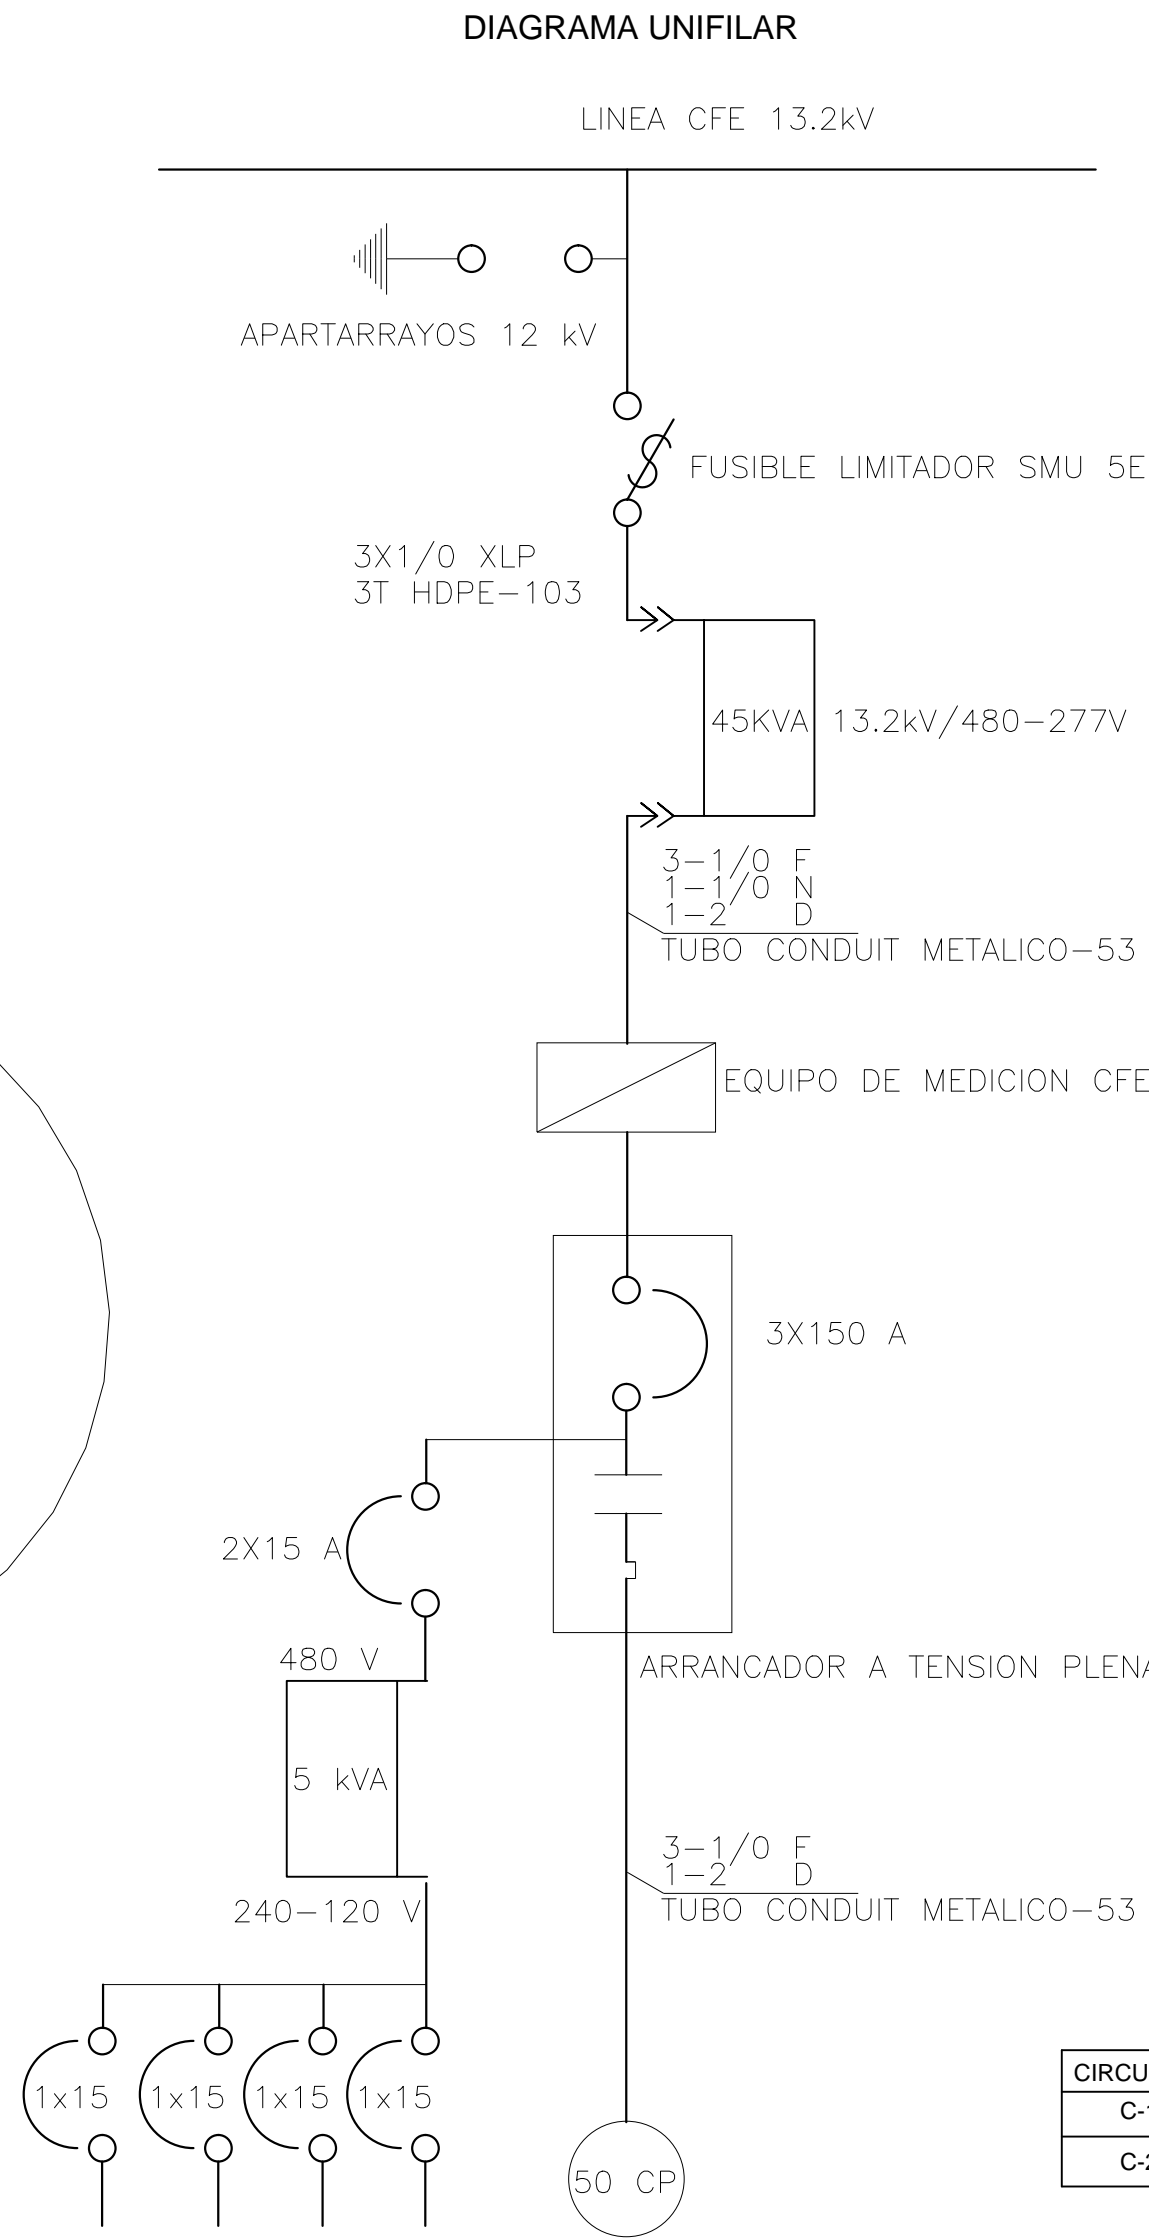 DIAGRAMA UNIFILAR
LINEA CFE 13.2kV
APARTARRAYOS 12 kV
FUSIBLE LIMITADOR SMU 5E
3X1/0 XLP
3T HDPE-103
45KVA
13.2kV/480-277V
3-1/0 F
1-1/0 N
1-2 D
TUBO CONDUIT METALICO-53
EQUIPO DE MEDICION CFE
3X150 A
2X15 A
480 V
ARRANCADOR A TENSION PLENA
5 kVA
3-1/0 F
1-2 D
TUBO CONDUIT METALICO-53
240-120 V
1x15
1x15
1x15
1x15
50 CP